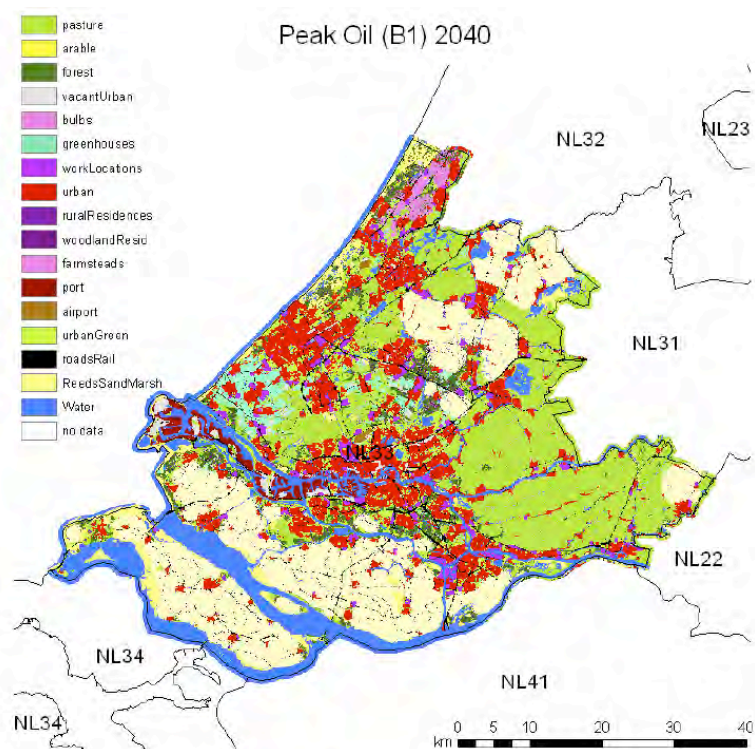 Peak Oil (B1) 2040
pasture
arable
forest
vacantUrban
bulbs
greenhouses
workLocations
urban
ruralResidences
woodlandResid
farmsteads
port
airport
urbanGreen
roadsRail
ReedsSandMarsh
Water
no data
NL32
NL23
NL31
NL33
NL22
NL34
NL41
NL34
0 5 10 20 30 40
km